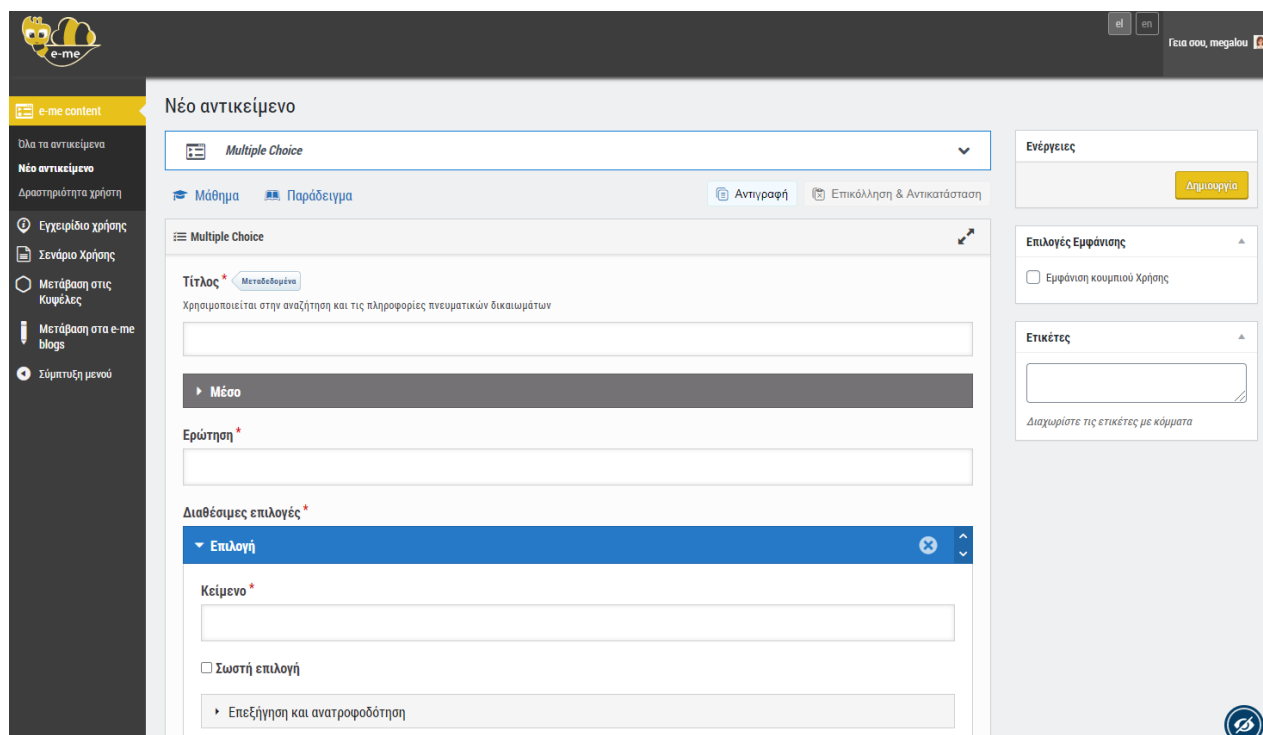 e-me
el en
Γεια σου, megalou
e-me content
Όλα τα αντικείμενα
Νέο αντικείμενο
Δραστηριότητα χρήστη
Εγχειρίδιο χρήσης
Σενάριο Χρήσης
Μετάβαση στις
Κυψέλες
Μετάβαση στα e-me
blogs
Σύμπτυξη μενού
Νέο αντικείμενο
Multiple Choice
Μάθημα Παράδειγμα Αντιγραφή Επικόλληση & Αντικατάσταση
Multiple Choice
Τίτλος * Μεταδεδομένα
Χρησιμοποιείται στην αναζήτηση και τις πληροφορίες πνευματικών δικαιωμάτων
Μέσο
Ερώτηση *
Διαθέσιμες επιλογές *
Επιλογή
Κείμενο *
Σωστή επιλογή
Επεξήγηση και ανατροφοδότηση
Ενέργειες
Δημιουργία
Επιλογές Εμφάνισης
Εμφάνιση κουμπιού Χρήσης
Ετικέτες
Διαχωρίστε τις ετικέτες με κόμματα